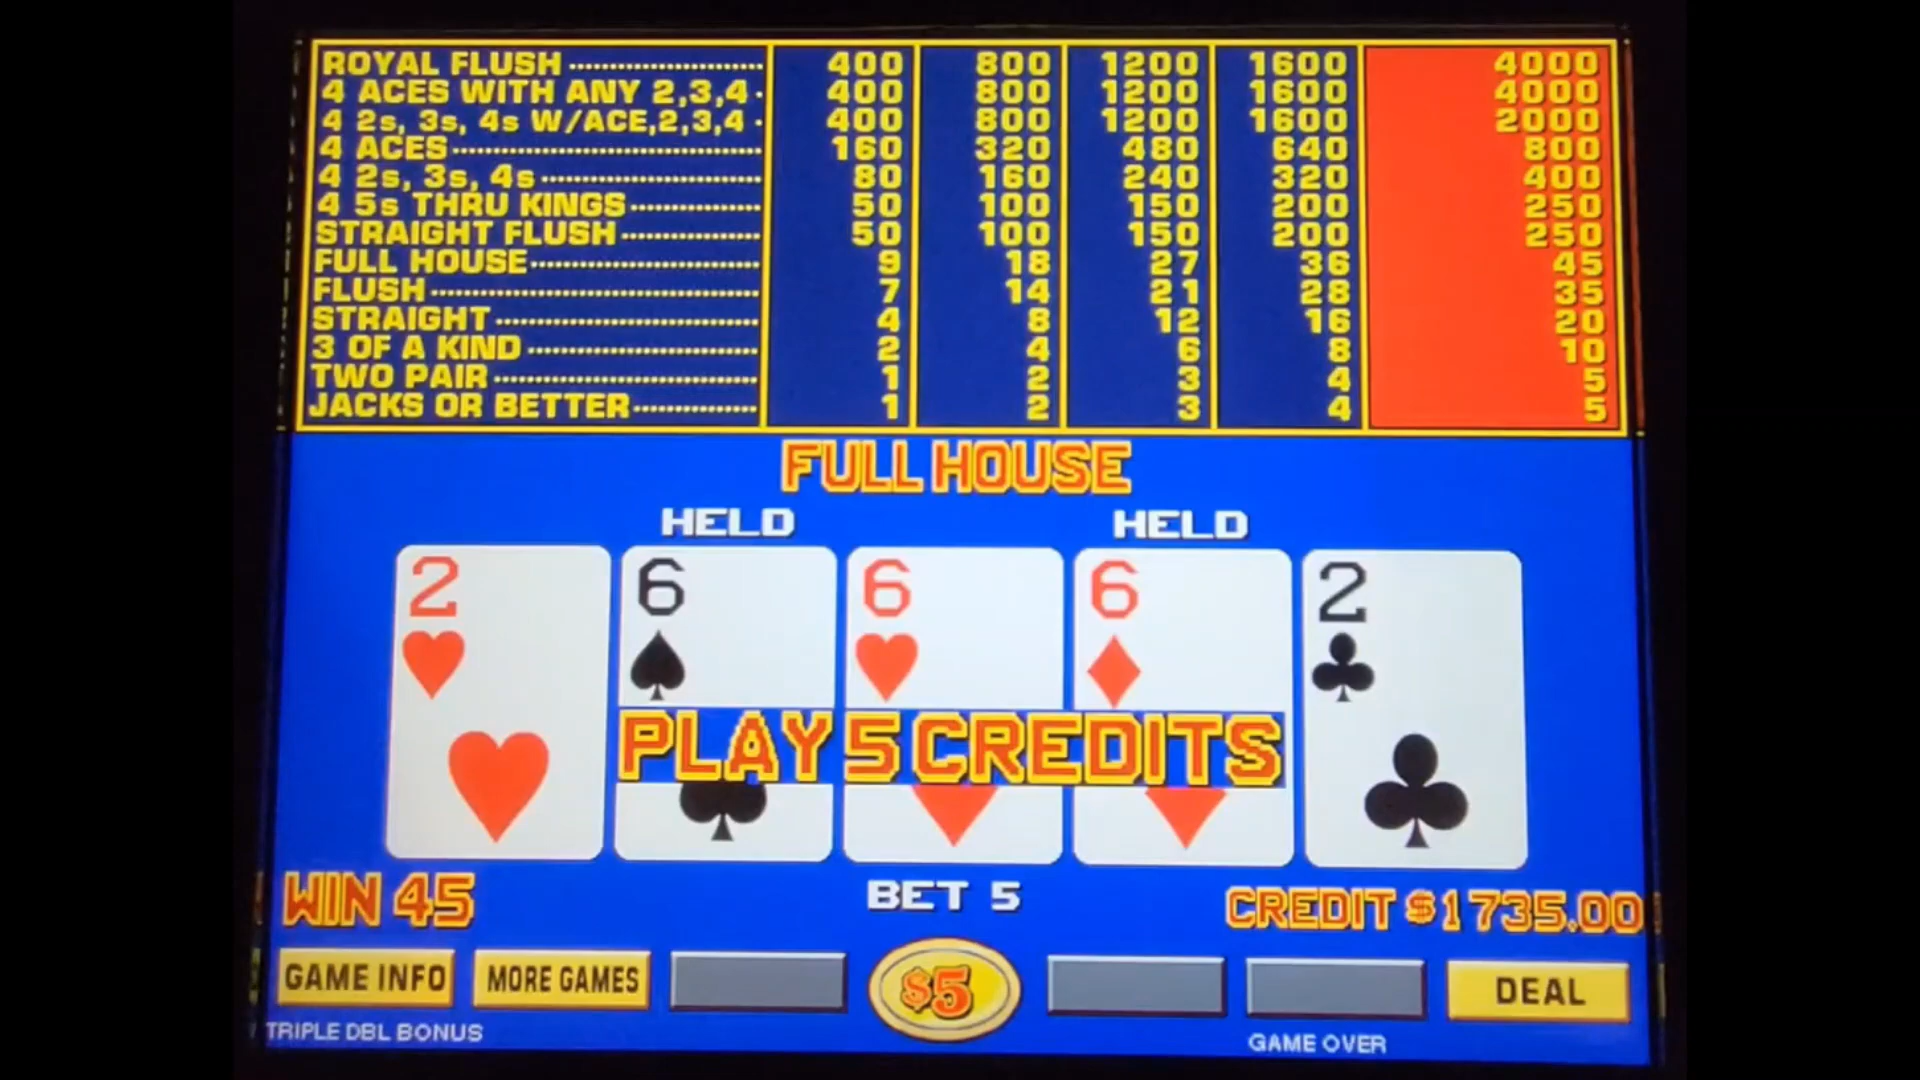 ROYAL FLUSH 400 800 1200 1600 4000
4 ACES WITH ANY 2,3,4 400 800 1200 1600 4000
4 2s, 3s, 4s W/ACE,2,3,4 400 800 1200 1600 2000
4 ACES 160 320 480 640 800
4 2s, 3s, 4s 80 160 240 320 400
4 5s THRU KINGS 50 100 150 200 250
STRAIGHT FLUSH 50 100 150 200 250
FULL HOUSE 9 18 27 36 45
FLUSH 7 14 21 28 35
STRAIGHT 4 8 12 16 20
3 OF A KIND 2 4 6 8 10
TWO PAIR 1 2 3 4 5
JACKS OR BETTER 1 2 3 4 5
FULL HOUSE
HELD HELD
2 6 6 6 2
PLAY 5 CREDITS
WIN 45 BET 5 CREDIT $1735.00
GAME INFO MORE GAMES $5 DEAL
TRIPLE DBL BONUS GAME OVER